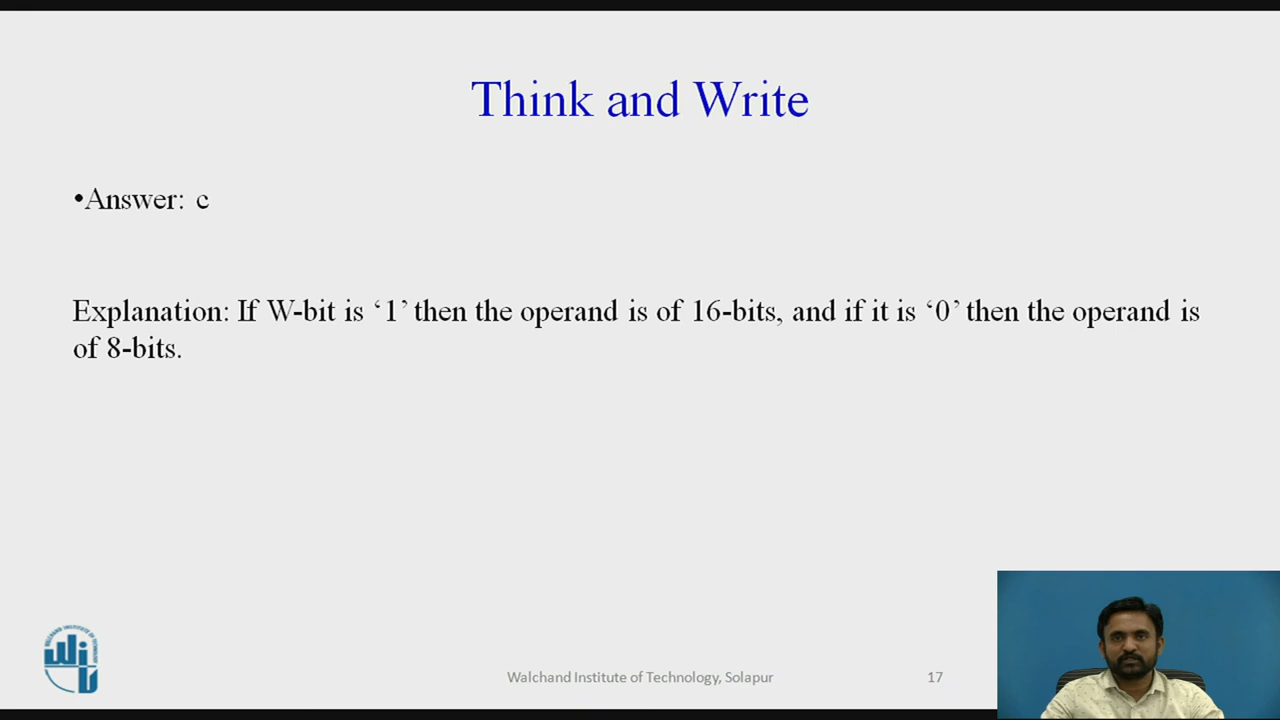 Think and Write
•Answer: c
Explanation: If W-bit is ‘1’ then the operand is of 16-bits, and if it is ‘0’ then the operand is
of 8-bits.
Walchand Institute of Technology, Solapur
17